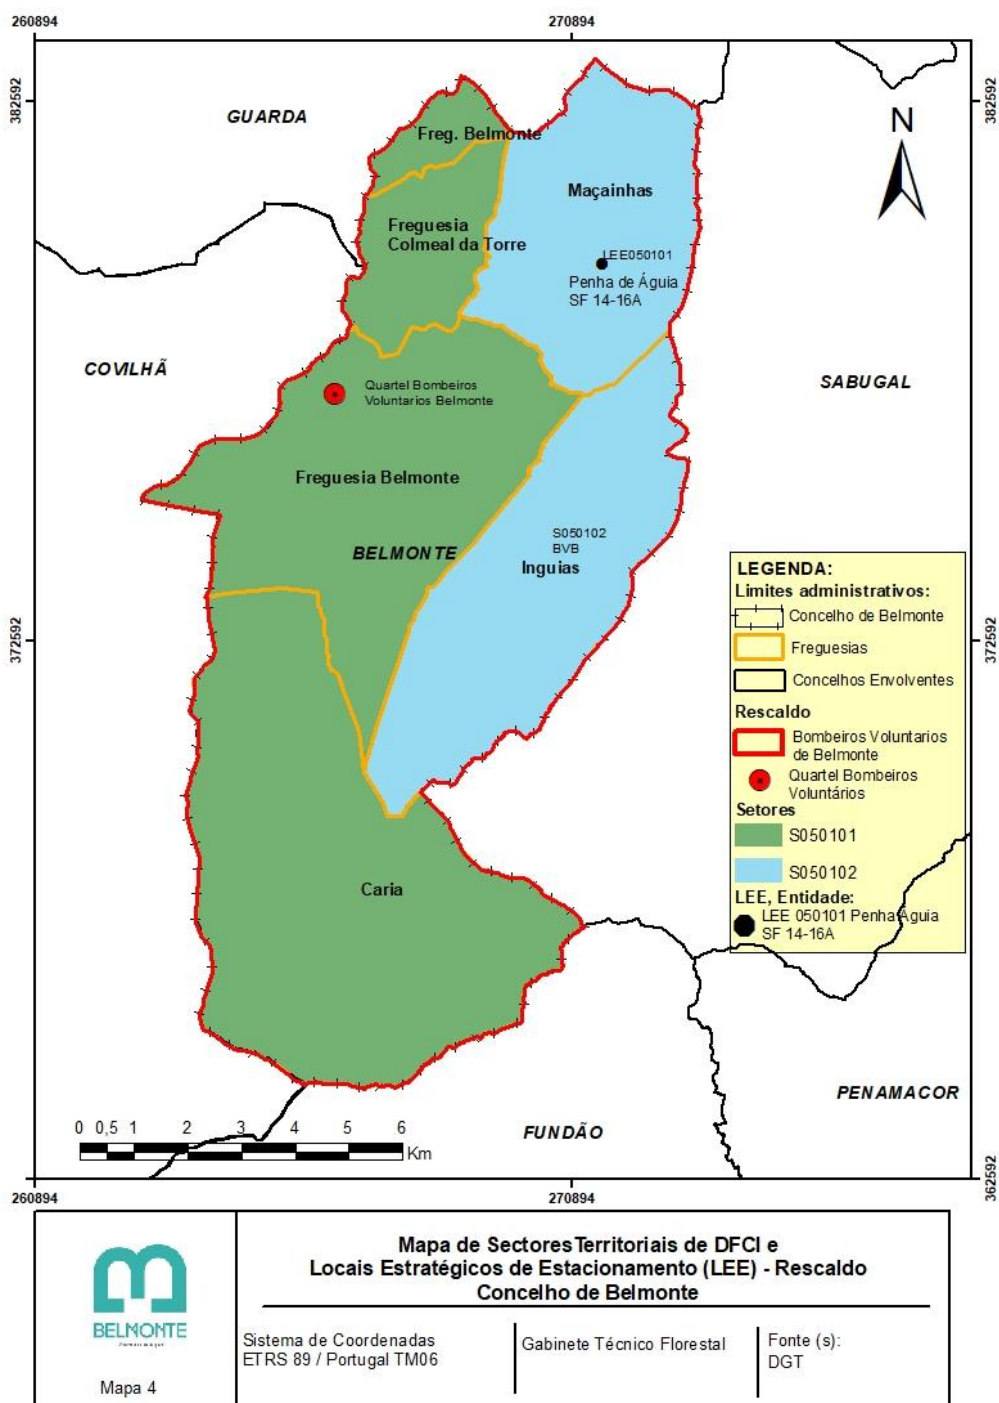 260894
270894
382592
382592
GUARDA
N
Freg. Belmonte
Maçainhas
Freguesia
Colmeal da Torre
LEE050101
Penha de Águia
SF 14-16A
COVILHÃ
SABUGAL
Quartel Bombeiros
Voluntarios Belmonte
Freguesia Belmonte
S050102
BVB
BELMONTE
Inguias
372592
372592
LEGENDA:
Limites administrativos:
Concelho de Belmonte
Freguesias
Concelhos Envolventes
Rescaldo
Bombeiros Voluntarios
de Belmonte
Quartel Bombeiros
Voluntários
Setores
S050101
S050102
LEE, Entidade:
LEE 050101 Penha Águia
SF 14-16A
Caria
PENAMACOR
FUNDÃO
0 0,5 1 2 3 4 5 6
Km
362592
260894
270894
Mapa de Sectores Territoriais de DFCI e
Locais Estratégicos de Estacionamento (LEE) - Rescaldo
Concelho de Belmonte
BELMONTE
Mapa 4
Sistema de Coordenadas
ETRS 89 / Portugal TM06
Gabinete Técnico Florestal
Fonte (s):
DGT